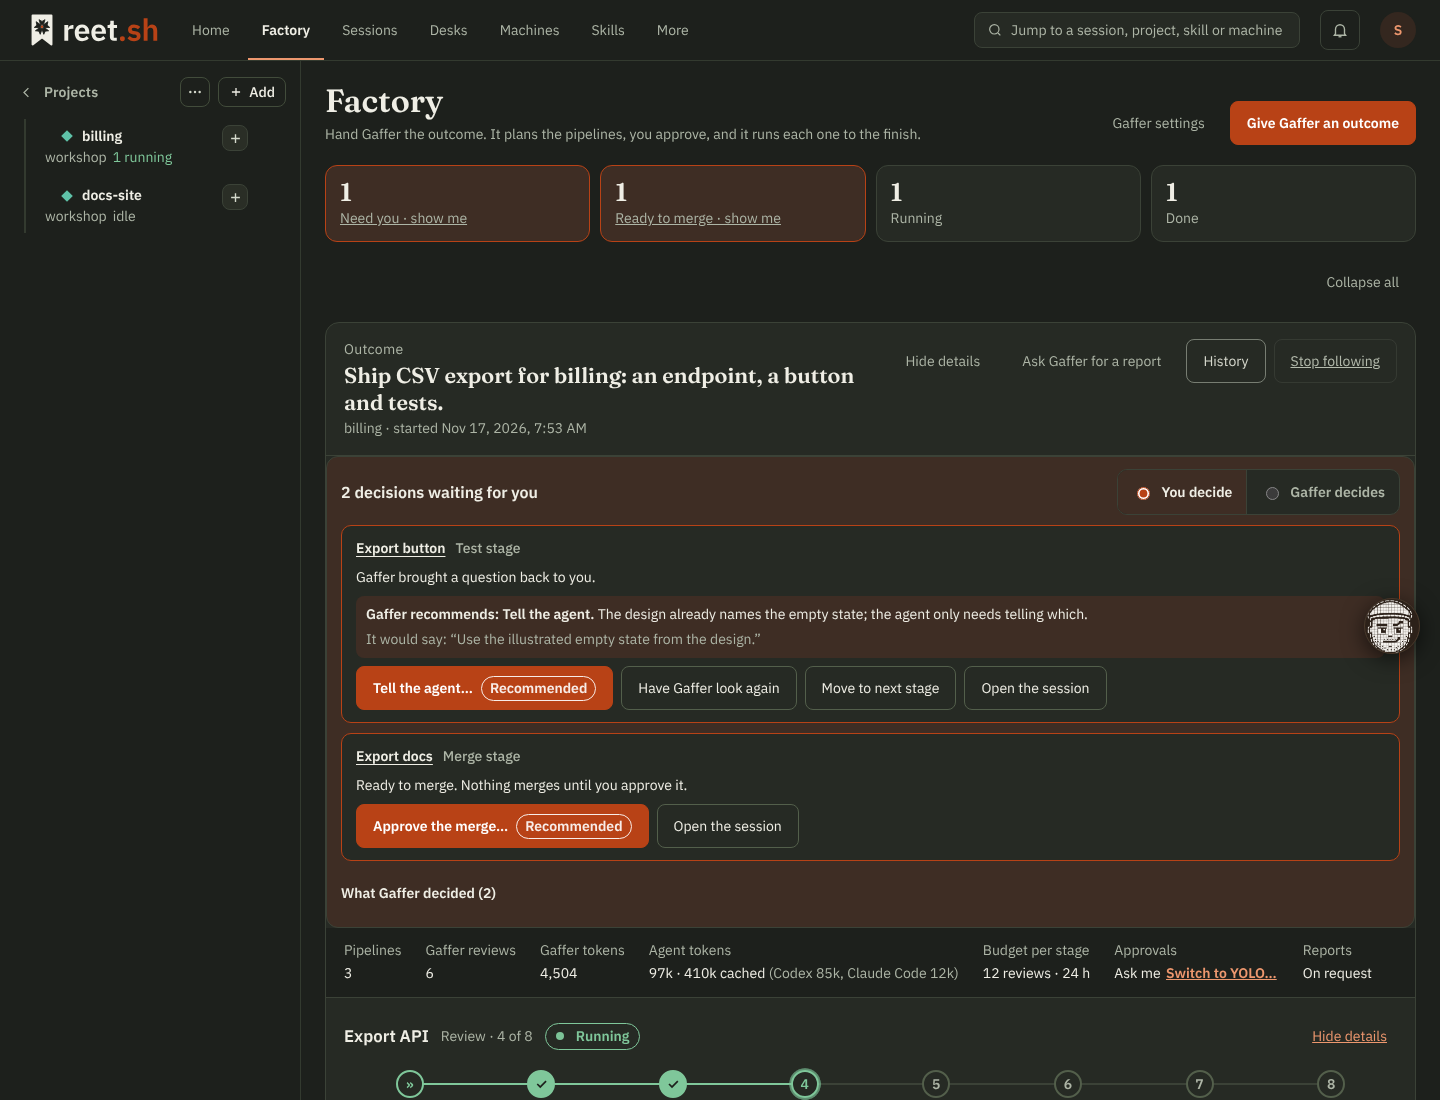 reet.sh
Home
Factory
Sessions
Desks
Machines
Skills
More
Jump to a session, project, skill or machine
S
Projects
Add
billing
workshop 1 running
docs-site
workshop idle
Factory
Hand Gaffer the outcome. It plans the pipelines, you approve, and it runs each one to the finish.
Gaffer settings
Give Gaffer an outcome
1
Need you · show me
1
Ready to merge · show me
1
Running
1
Done
Collapse all
Outcome
Ship CSV export for billing: an endpoint, a button
and tests.
billing · started Nov 17, 2026, 7:53 AM
Hide details
Ask Gaffer for a report
History
Stop following
2 decisions waiting for you
You decide
Gaffer decides
Export button Test stage
Gaffer brought a question back to you.
Gaffer recommends: Tell the agent. The design already names the empty state; the agent only needs telling which.
It would say: “Use the illustrated empty state from the design.”
Tell the agent... Recommended
Have Gaffer look again
Move to next stage
Open the session
Export docs Merge stage
Ready to merge. Nothing merges until you approve it.
Approve the merge... Recommended
Open the session
What Gaffer decided (2)
Pipelines
3
Gaffer reviews
6
Gaffer tokens
4,504
Agent tokens
97k · 410k cached (Codex 85k, Claude Code 12k)
Budget per stage
12 reviews · 24 h
Approvals
Ask me Switch to YOLO...
Reports
On request
Export API Review · 4 of 8 Running
Hide details
» 4 5 6 7 8